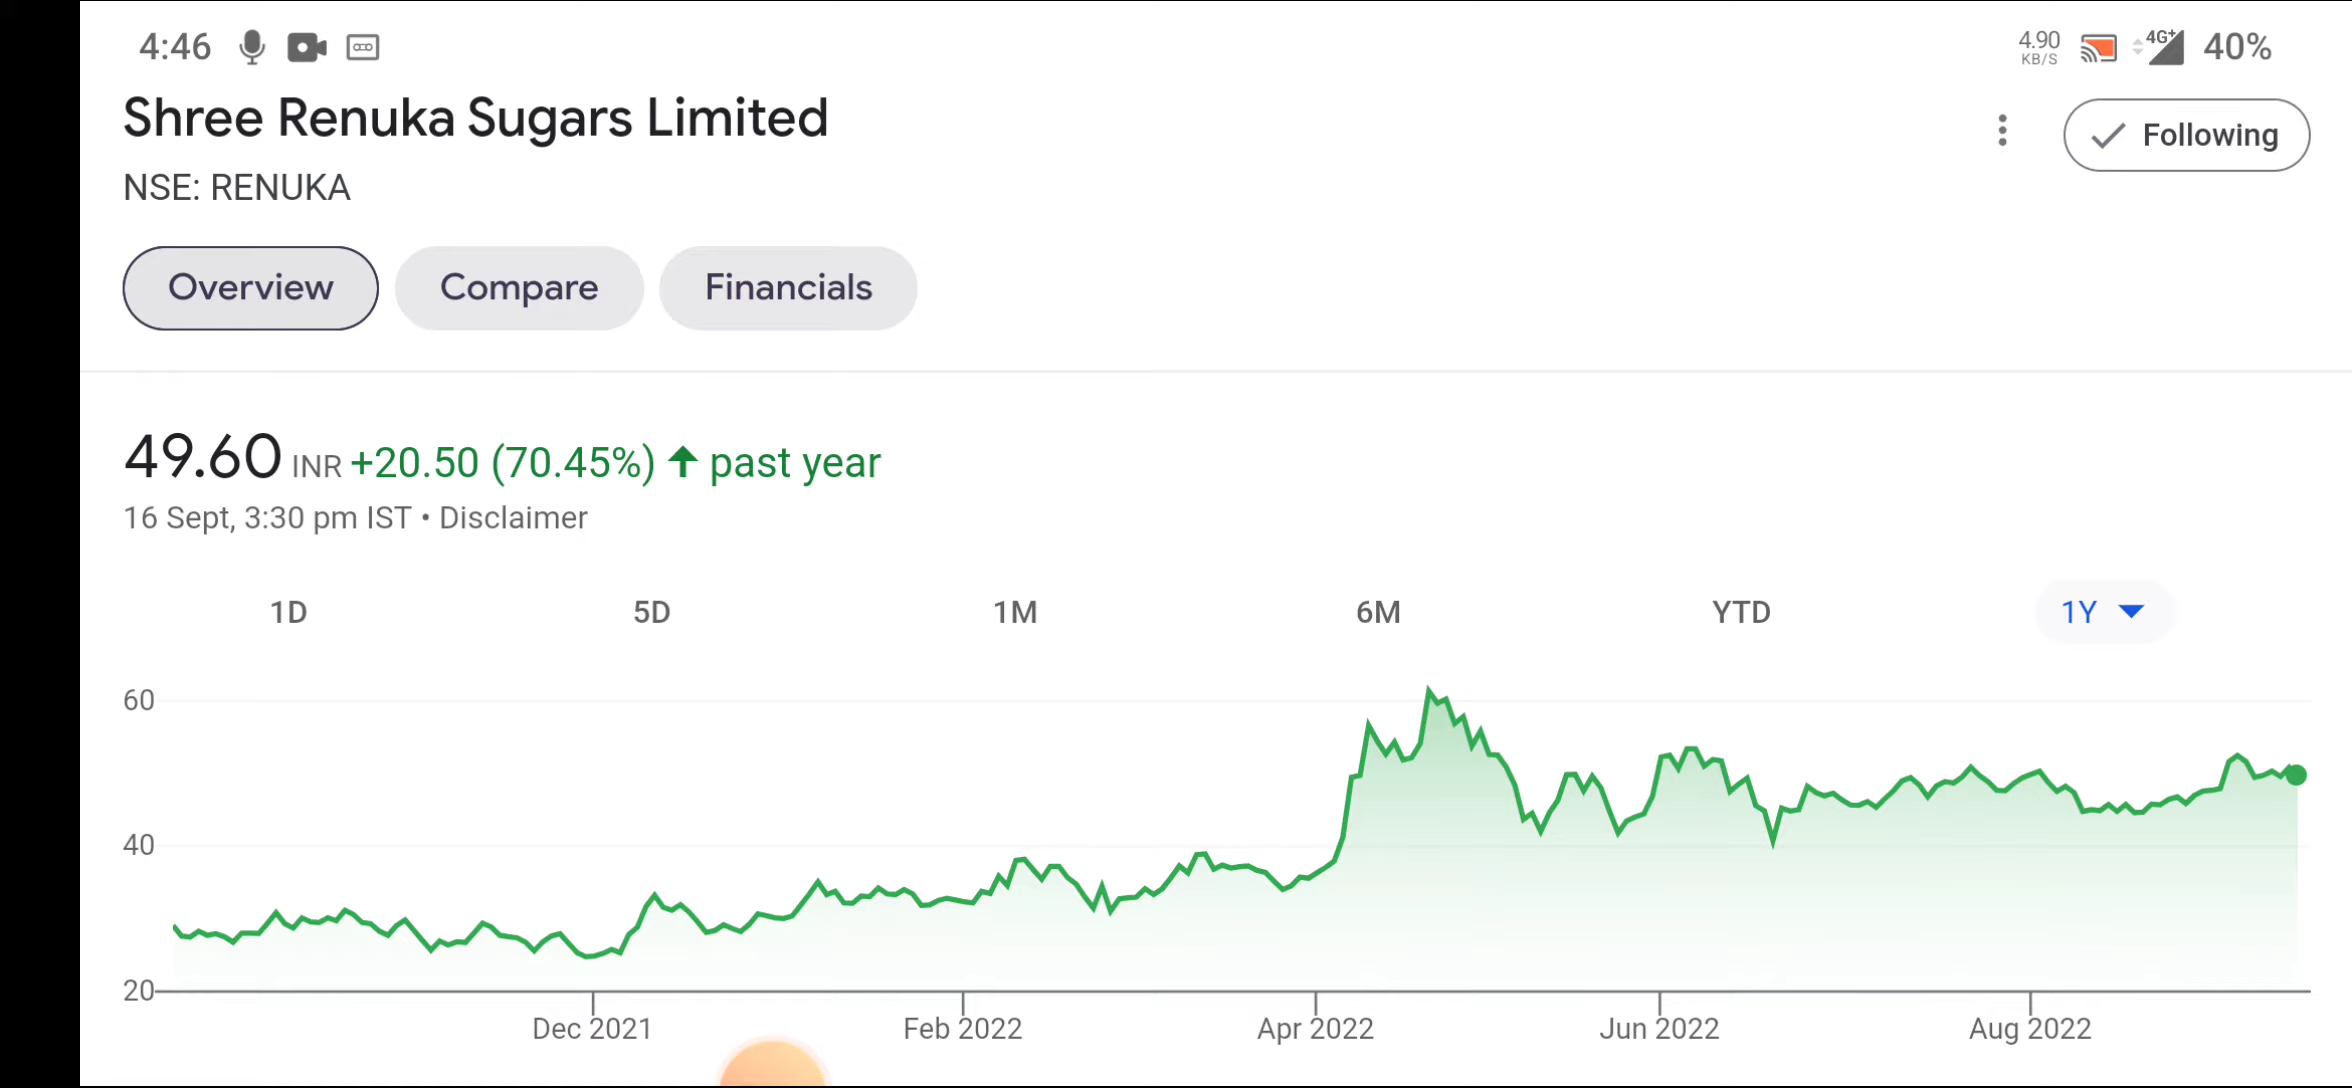 4:46 4.90 KB/S 4G+ 40%
Shree Renuka Sugars Limited
Following
NSE: RENUKA
Overview Compare Financials
49.60 INR +20.50 (70.45%) past year
16 Sept, 3:30 pm IST • Disclaimer
1D 5D 1M 6M YTD 1Y
60
40
20
Dec 2021 Feb 2022 Apr 2022 Jun 2022 Aug 2022